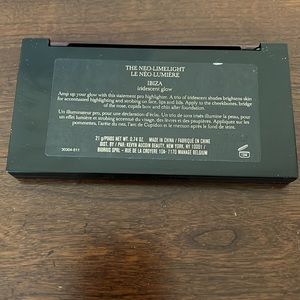 THE NEO-LIMELIGHT
LE NÉO-LUMIÈRE
IBIZA
iridescent glow
Amp up your glow with this statement pro highlighter. A trio of iridescent shades brightens skin
for accentuated highlighting and strobing on face, lips and lids. Apply to the cheekbones, bridge
of the nose, cupids bow and chin after foundation.
Un illuminateur pro, pour une déclaration d'éclat. Un trio de tons irisés illumine la peau, pour
un effet enlumineur et strobing accentué du visage, des lèvres et des paupières. Appliquez sur les
pommettes, l'arête du nez, l'arc de Cupidon et le menton après le fond de teint.
21 g/POIDS NET WT. 0.74 OZ. MADE IN CHINA / FABRIQUÉ EN CHINE
DIST. BY / PAR: KEVYN AUCOIN BEAUTY, NEW YORK, NY 10001 /
SPRL - RUE DE LA CROYERE 10A- 7170 MANAGE BELGIUM
30304-011